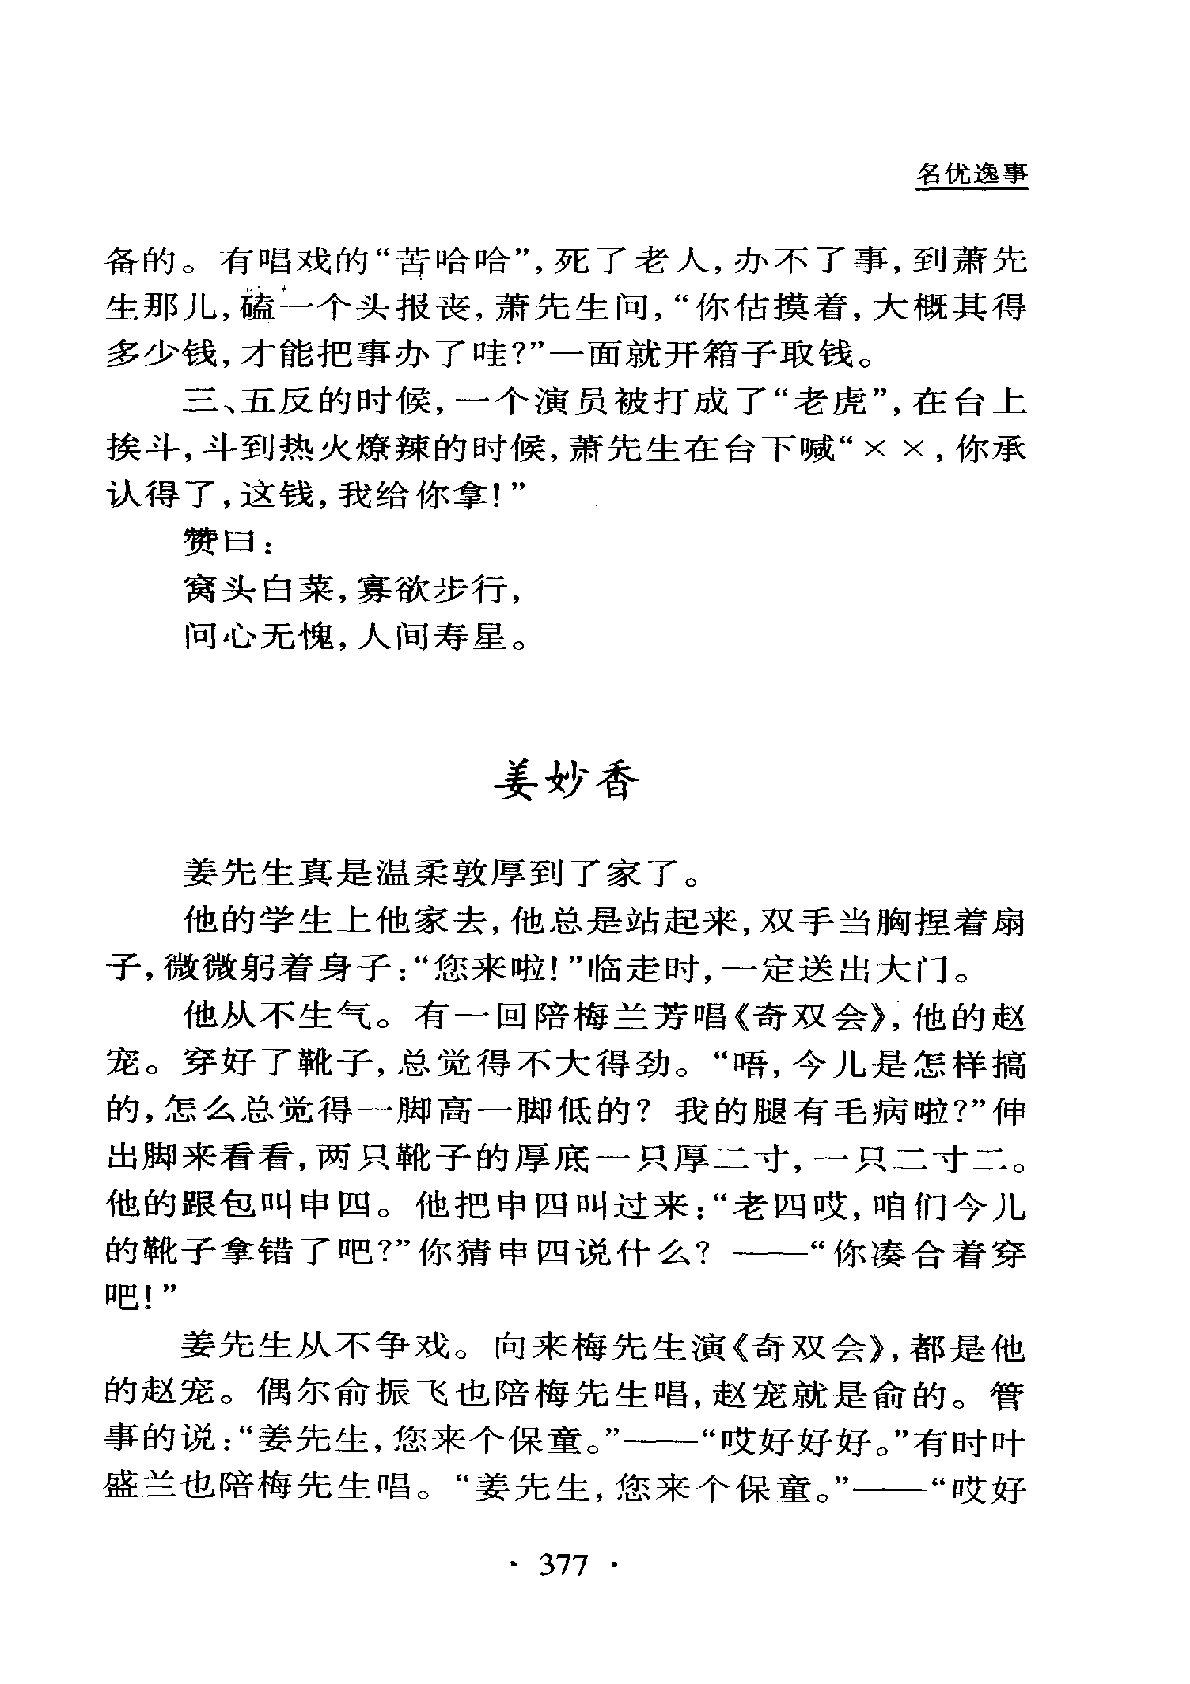 名优逸事
备的。有唱戏的“苦哈哈”，死了老人，办不了事，到萧先
生那儿，磕一个头报丧，萧先生问，“你估摸着，大概其得
多少钱，才能把事办了哇？”一面就开箱子取钱。
三、五反的时候，一个演员被打成了“老虎”，在台上
挨斗，斗到热火燎辣的时候，萧先生在台下喊“××，你承
认得了，这钱，我给你拿！”
赞曰：
窝头白菜，寡欲步行，
问心无愧，人间寿星。
姜妙香
姜先生真是温柔敦厚到了家了。
他的学生上他家去，他总是站起来，双手当胸捏着扇
子，微微躬着身子：“您来啦！”临走时，一定送出大门。
他从不生气。有一回陪梅兰芳唱《奇双会》，他的赵
宠。穿好了靴子，总觉得不大得劲。“唔，今儿是怎样搞
的，怎么总觉得一脚高一脚低的？我的腿有毛病啦？”伸
出脚来看看，两只靴子的厚底一只厚二寸，一只二寸二。
他的跟包叫申四。他把申四叫过来：“老四哎，咱们今儿
的靴子拿错了吧？”你猜申四说什么？——“你凑合着穿
吧！”
姜先生从不争戏。向来梅先生演《奇双会》，都是他
的赵宠。偶尔俞振飞也陪梅先生唱，赵宠就是俞的。管
事的说：“姜先生，您来个保童。”——“哎好好好。”有时叶
盛兰也陪梅先生唱。“姜先生，您来个保童。”——“哎好
· 377 ·